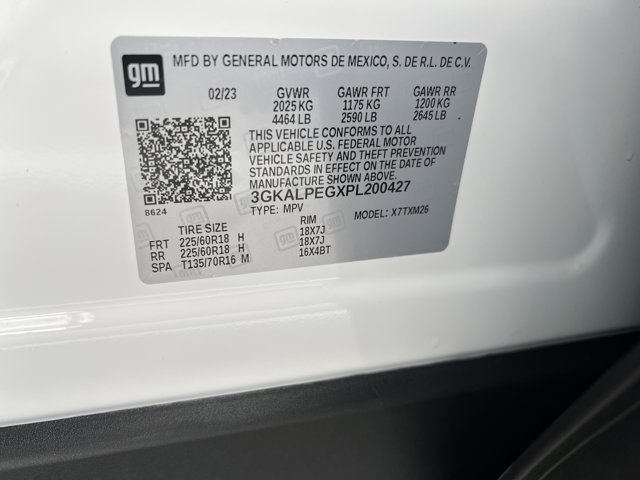 gm
MFD BY GENERAL MOTORS DE MEXICO, S. DE R.L. DE C.V.
02/23 GVWR GAWR FRT GAWR RR
2025 KG 1175 KG 1200 KG
4464 LB 2590 LB 2645 LB
THIS VEHICLE CONFORMS TO ALL
APPLICABLE U.S. FEDERAL MOTOR
VEHICLE SAFETY AND THEFT PREVENTION
STANDARDS IN EFFECT ON THE DATE OF
MANUFACTURE SHOWN ABOVE.
3GKALPEGXPL200427
8624
TYPE: MPV MODEL: X7TXM26
TIRE SIZE RIM
FRT 225/60R18 H 18X7J
RR 225/60R18 H 18X7J
SPA T135/70R16 M 16X4BT